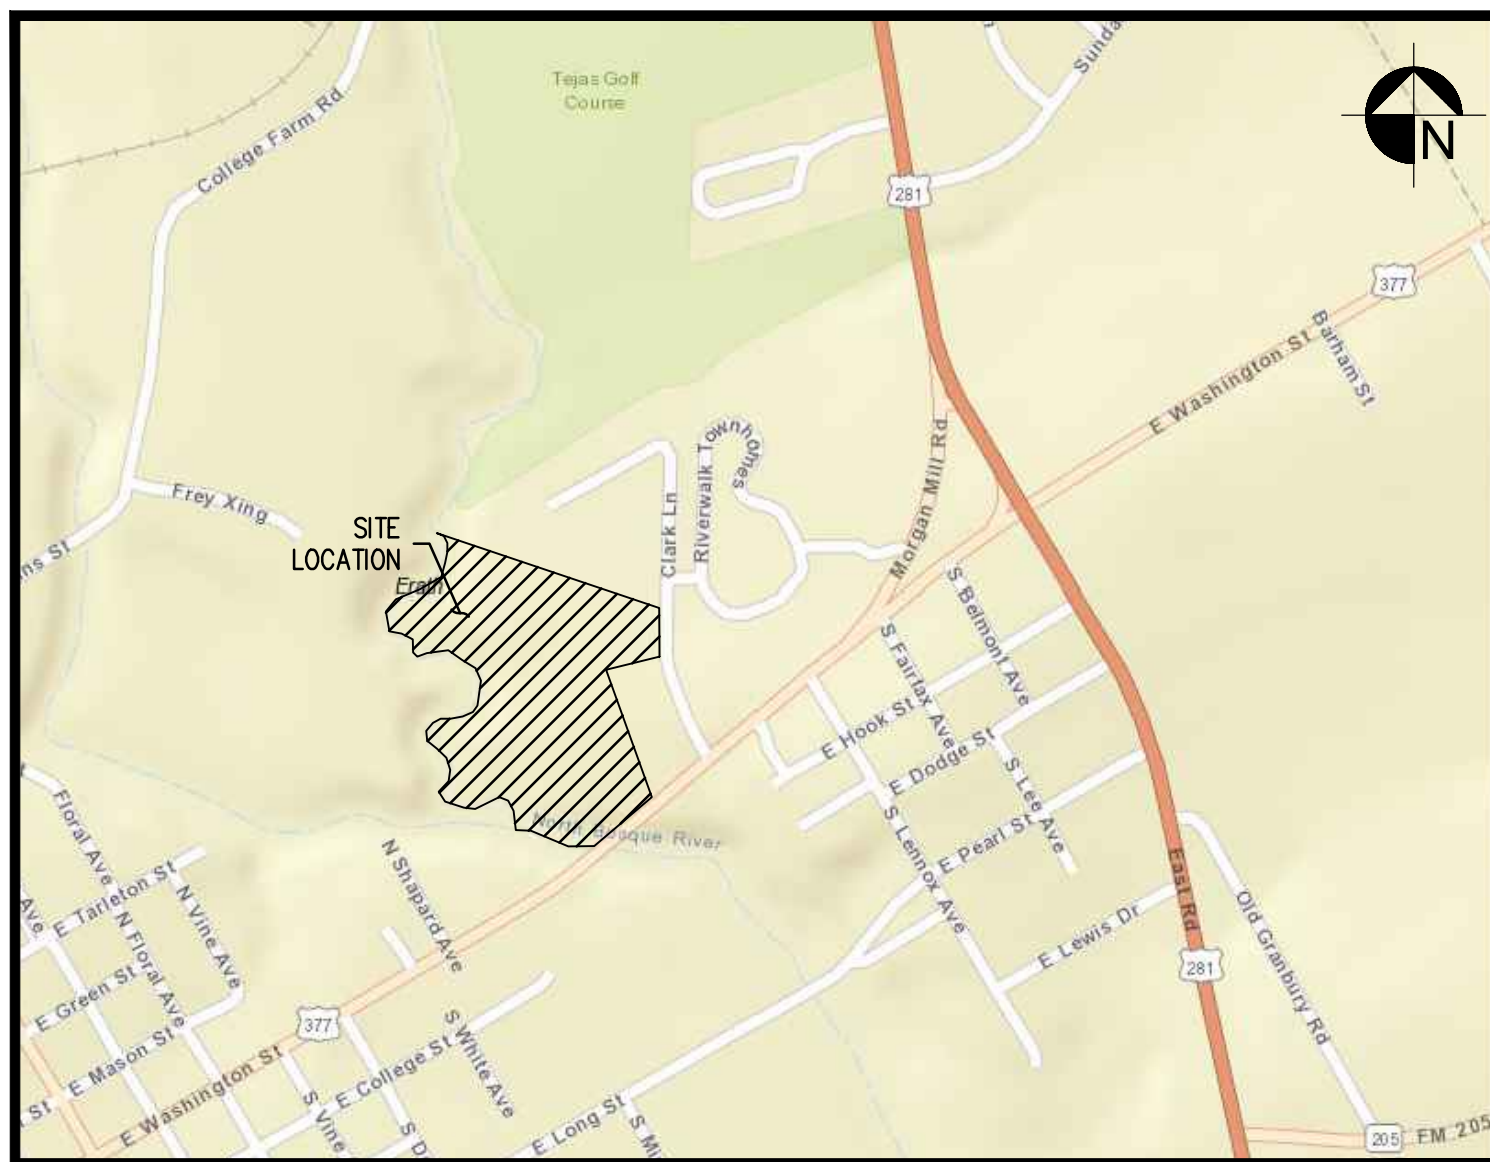 Tejas Golf
Course
Sunda
N
281
College Farm Rd
377
Barham St
E Washington St
Riverwalk Townhomes
Morgan Mill Rd
Clark Ln
Frey Xing
SITE
LOCATION
Erath
ns St
S Belmont Ave
S Fairfax Ave
E Hook St
E Dodge St
S Lee Ave
S Lennox Ave
E Pearl St
North Bosque River
Floral Ave
N Shapard Ave
E Tarleton St
N Vine Ave
N Floral Ave
Ave
East Rd
Old Granbury Rd
E Lewis Dr
281
E Green St
377
E Mason St
St
E Washington St
E College St
S White Ave
S Vine
S D
E Long St
S Mi
205
FM 205